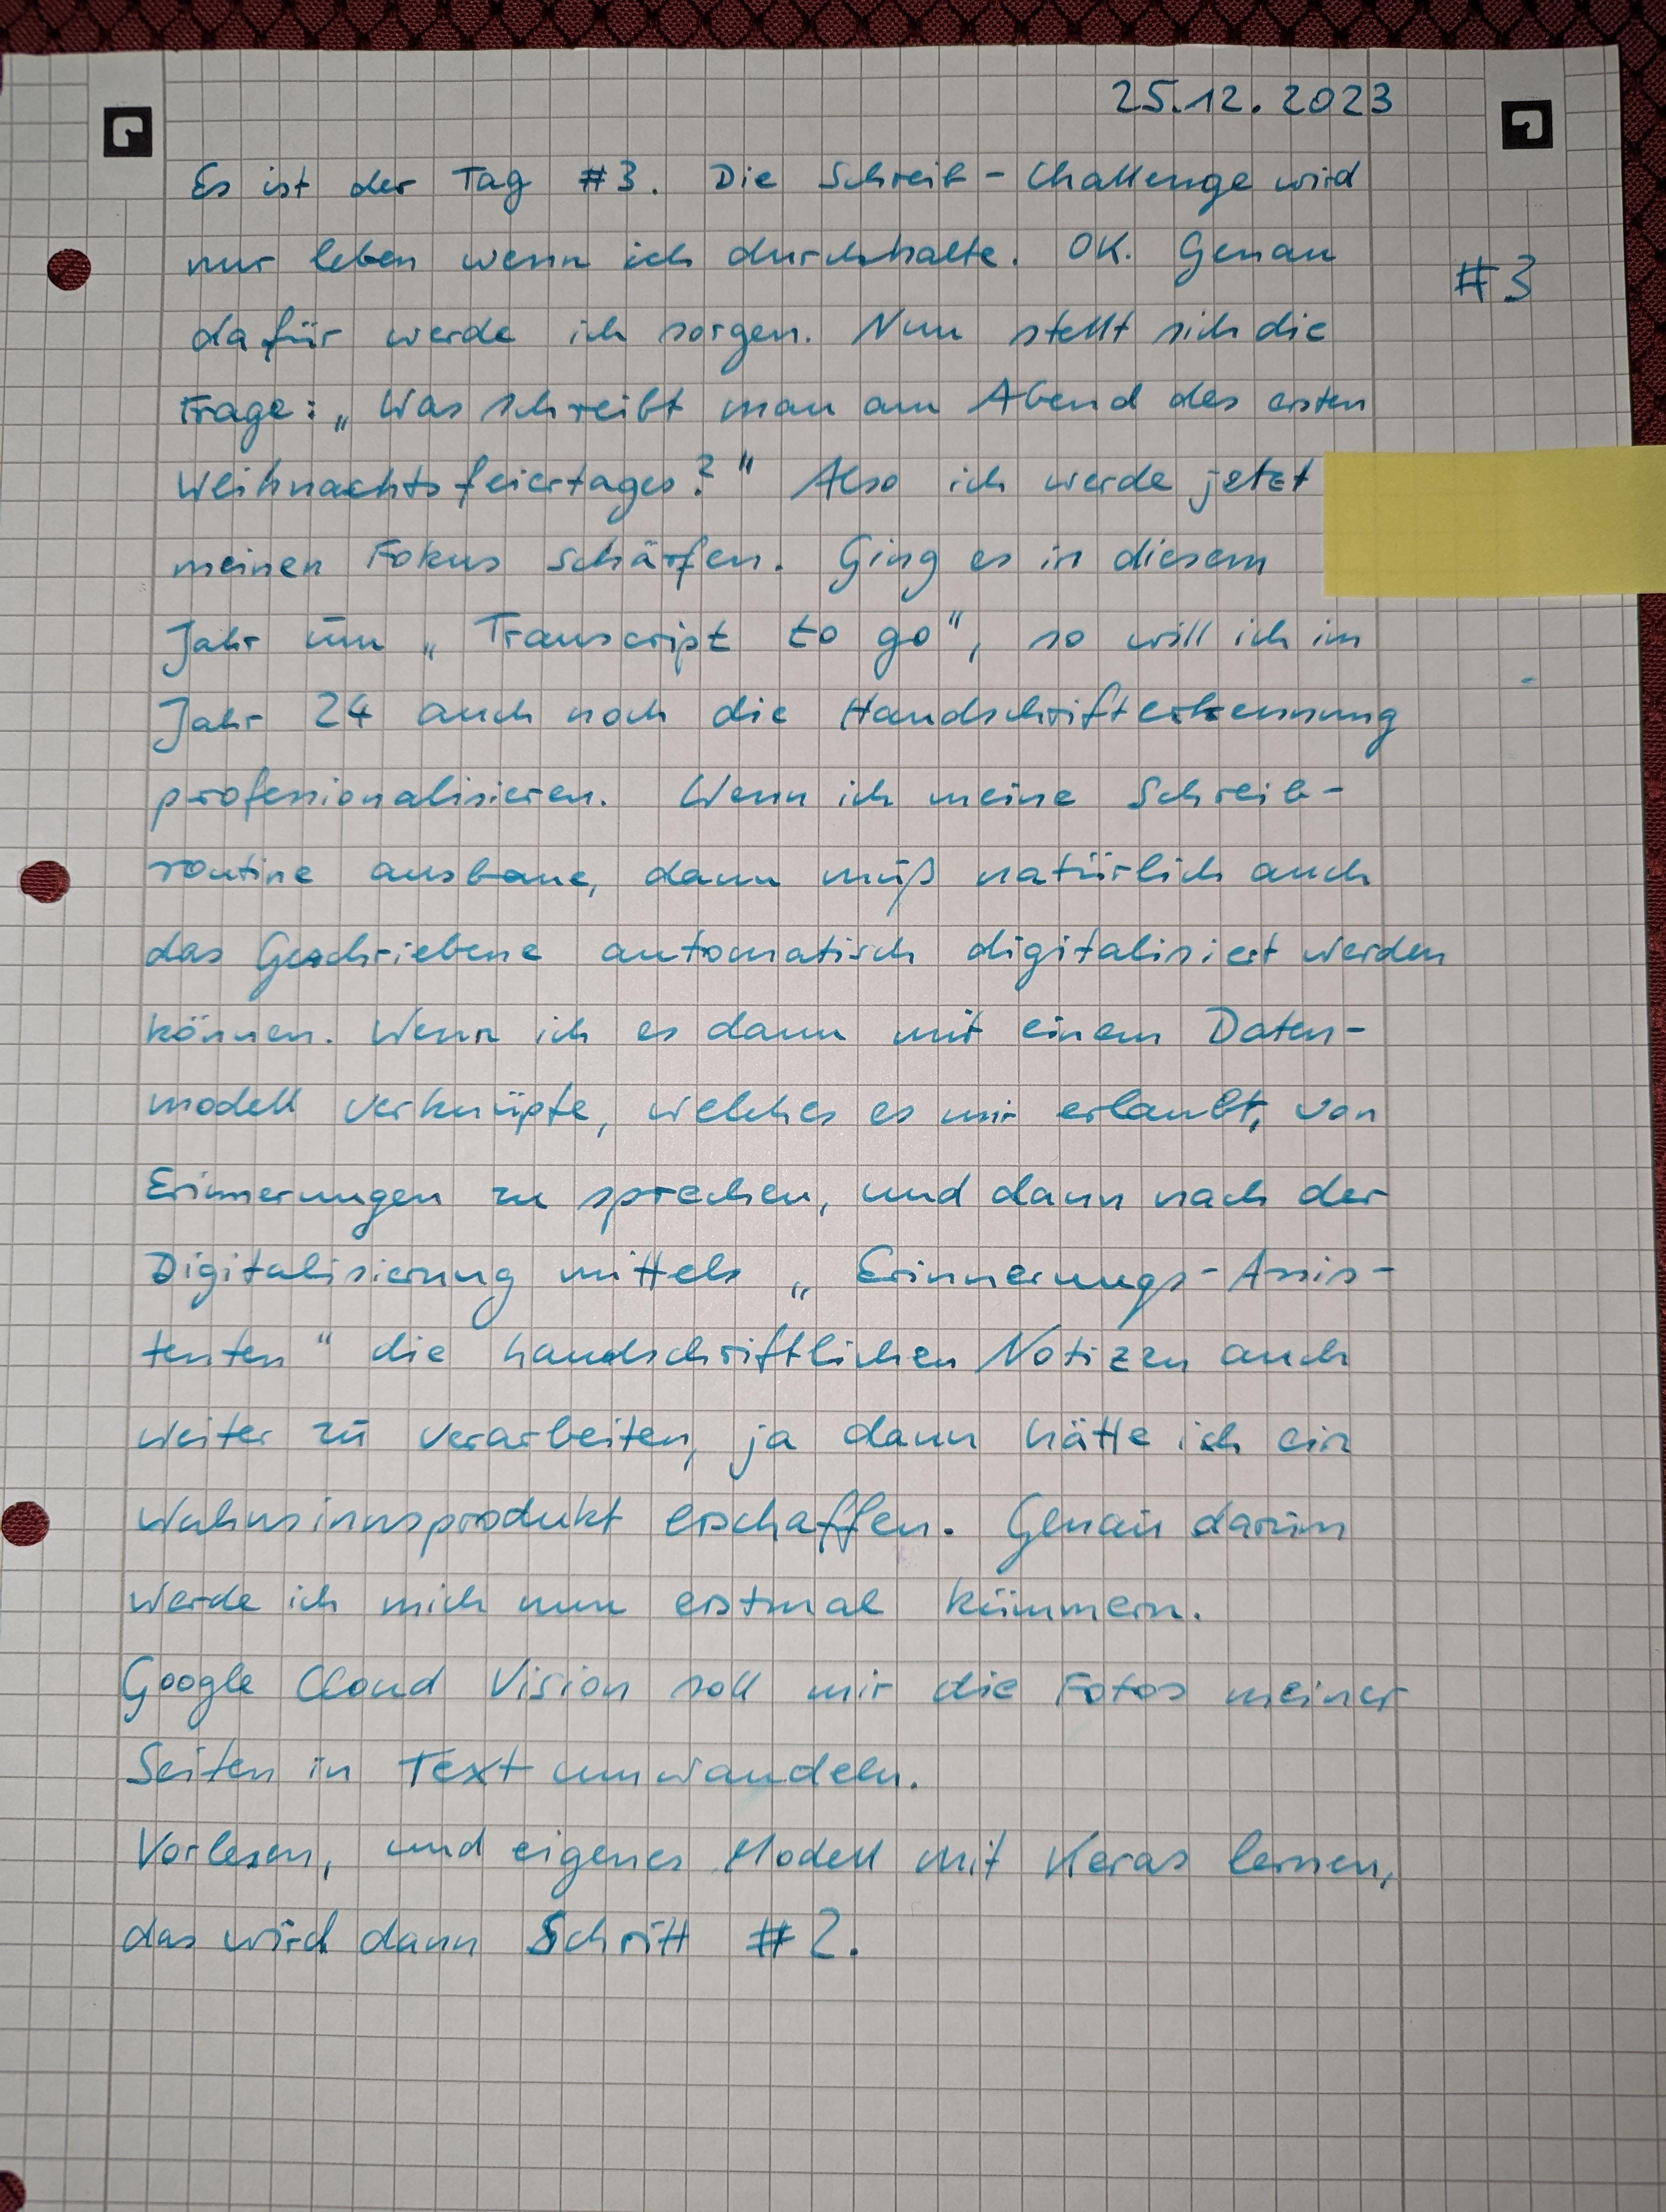 25.12.2023
Es ist der Tag #3. Die Schreib-Challenge wird
nur leben wenn ich durchhalte. OK. Genau
#3
dafür werde ich sorgen. Nun stellt sich die
Frage: „Was schreibt man am Abend des ersten
Weihnachtsfeiertages?" Also ich werde jetzt
meinen Fokus schärfen. Ging es in diesem
Jahr um „Transcript to go", so will ich im
Jahr 24 auch noch die Handschrifterkennung
professionalisieren. Wenn ich meine Schreib-
routine ausbaue, dann muß natürlich auch
das Geschriebene automatisch digitalisiert werden
können. Wenn ich es dann mit einem Daten-
modell verknüpfe, welches es mir erlaubt, von
Erinnerungen zu sprechen, und dann nach der
Digitalisierung mittels „Erinnerungs-Assis-
tenten" die handschriftlichen Notizen auch
weiter zu verarbeiten, ja dann hätte ich ein
Wahnsinnsprodukt erschaffen. Genau darum
werde ich mich nun erstmal kümmern.
Google Cloud Vision soll mir die Fotos meiner
Seiten in Text umwandeln.
Vorlesen, und eigenes Modell mit Keras lernen,
das wird dann Schritt #2.